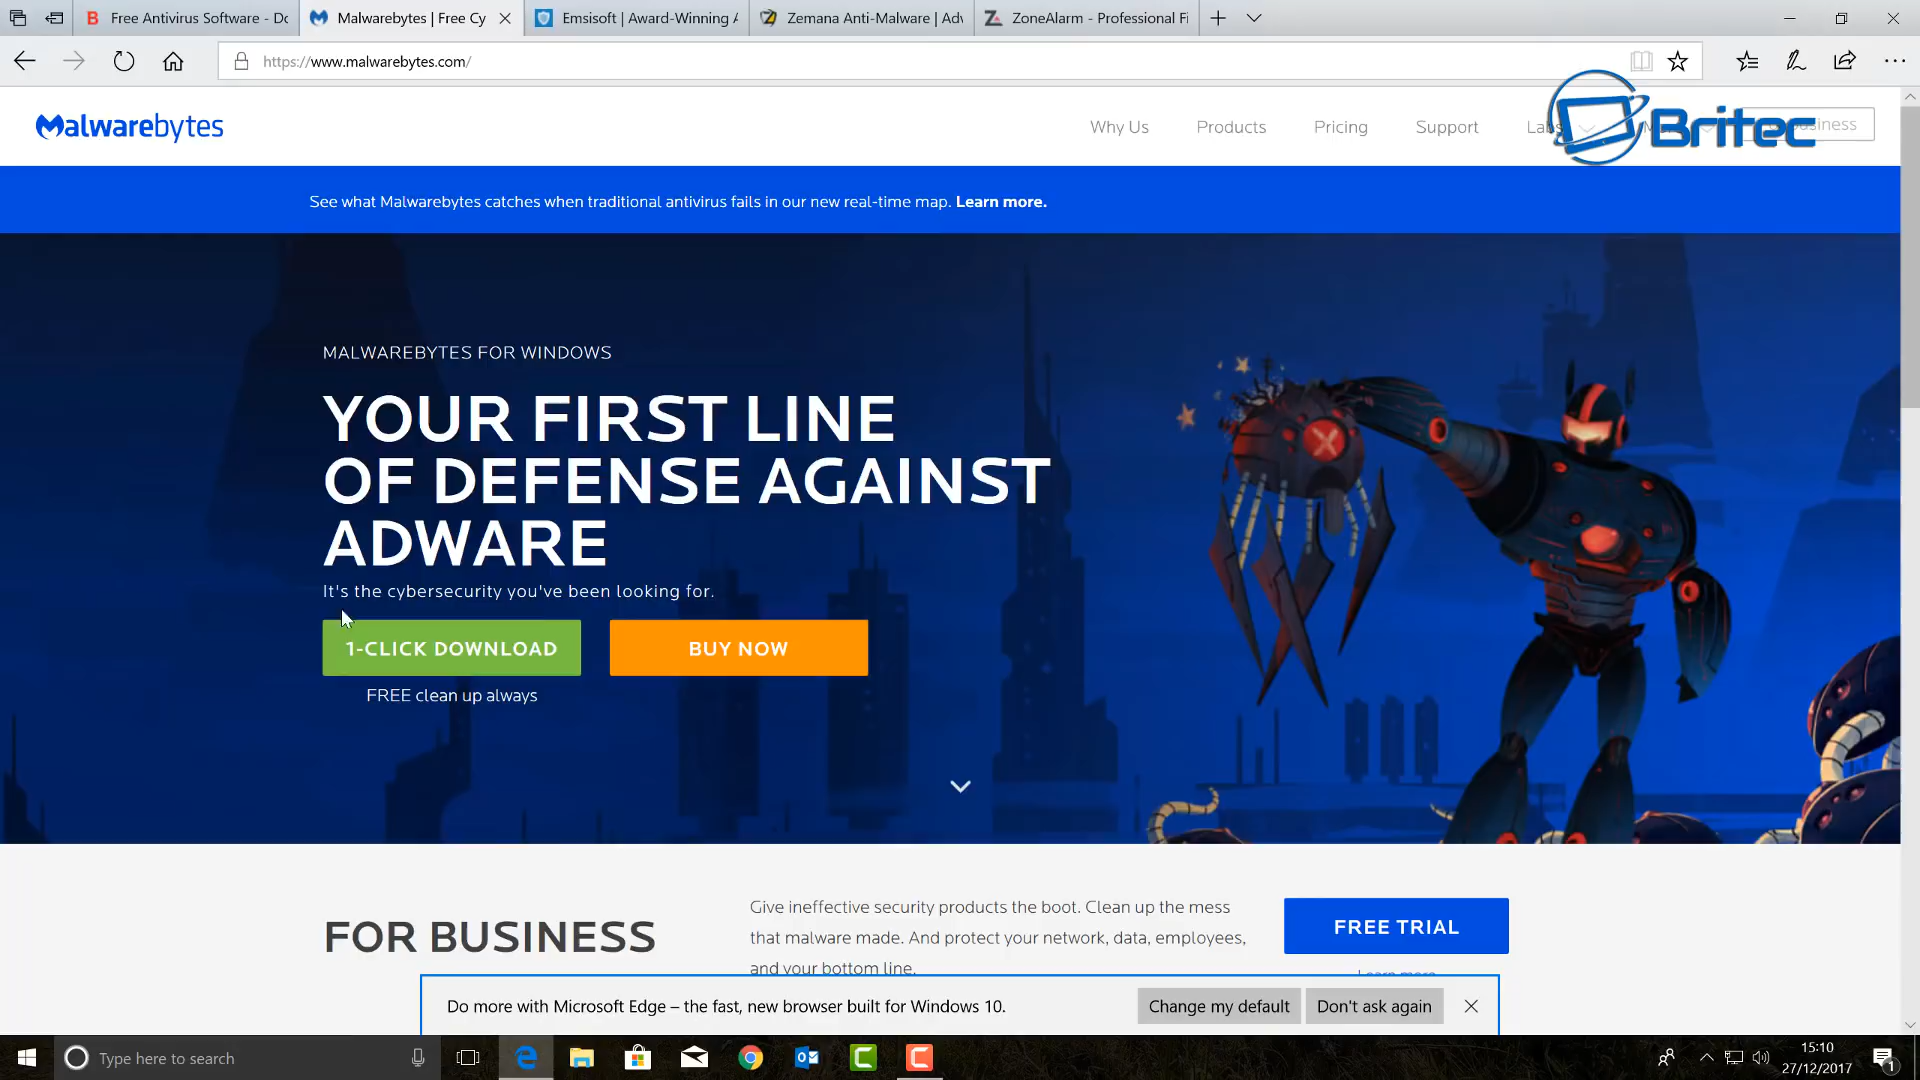 Free Antivirus Software - Dc
Malwarebytes | Free Cy
Emsisoft | Award-Winning A
Zemana Anti-Malware | Adv
ZoneAlarm - Professional Fi
https://www.malwarebytes.com/
Malwarebytes
Why Us
Products
Pricing
Support
Labs
Britec
See what Malwarebytes catches when traditional antivirus fails in our new real-time map. Learn more.
MALWAREBYTES FOR WINDOWS
YOUR FIRST LINE
OF DEFENSE AGAINST
ADWARE
It's the cybersecurity you've been looking for.
1-CLICK DOWNLOAD
BUY NOW
FREE clean up always
FOR BUSINESS
Give ineffective security products the boot. Clean up the mess
that malware made. And protect your network, data, employees,
and your bottom line.
FREE TRIAL
Learn more
Do more with Microsoft Edge – the fast, new browser built for Windows 10.
Change my default
Don't ask again
Type here to search
15:10
27/12/2017
1